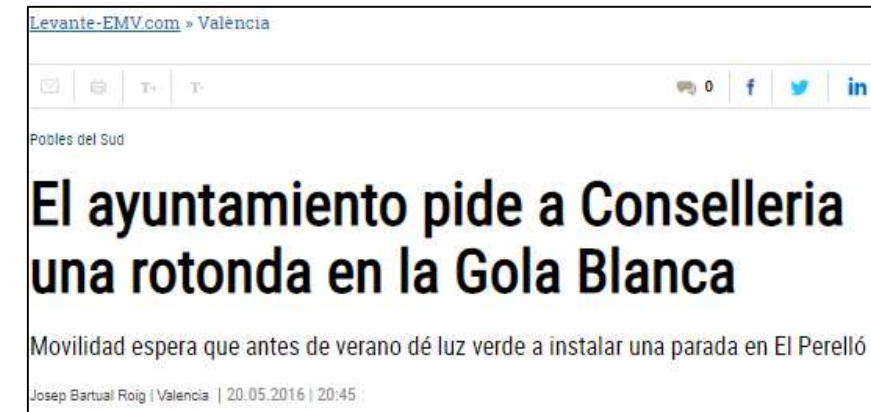 Levante-EMV.com » València
T+ T- 0 f in
Pobles del Sud
El ayuntamiento pide a Conselleria
una rotonda en la Gola Blanca
Movilidad espera que antes de verano dé luz verde a instalar una parada en El Perelló
Josep Bartual Roig | Valencia | 20.05.2016 | 20:45